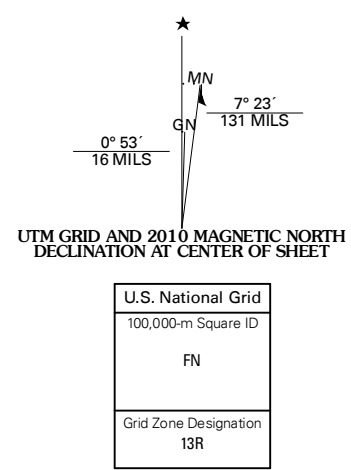 ★
MN
7° 23´
131 MILS
GN
0° 53´
16 MILS
UTM GRID AND 2010 MAGNETIC NORTH
DECLINATION AT CENTER OF SHEET
U.S. National Grid
100,000-m Square ID
FN
Grid Zone Designation
13R